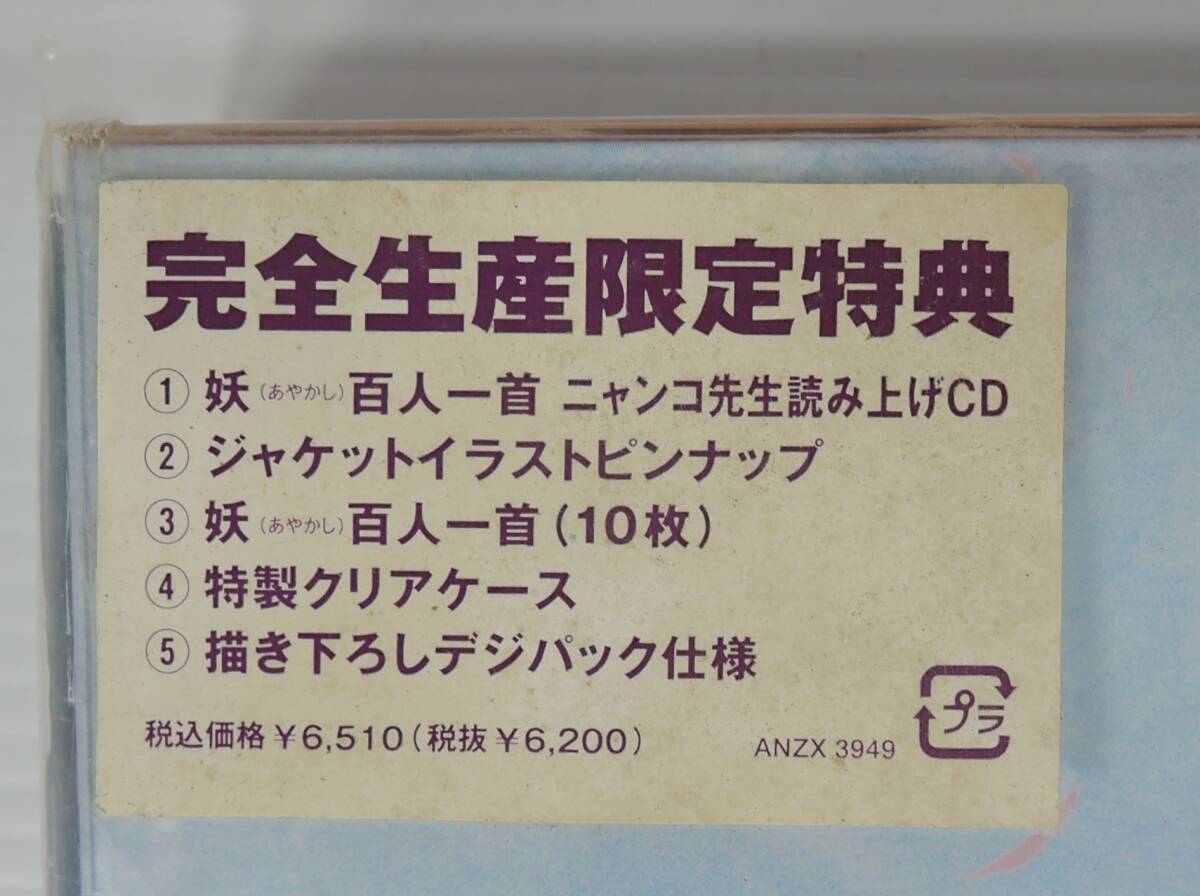 完全生産限定特典
① 妖(あやかし)百人一首 ニャンコ先生読み上げCD
② ジャケットイラストピンナップ
③ 妖(あやかし)百人一首(10枚)
④ 特製クリアケース
⑤ 描き下ろしデジパック仕様
税込価格¥6,510(税抜¥6,200)
ANZX 3949
プラ